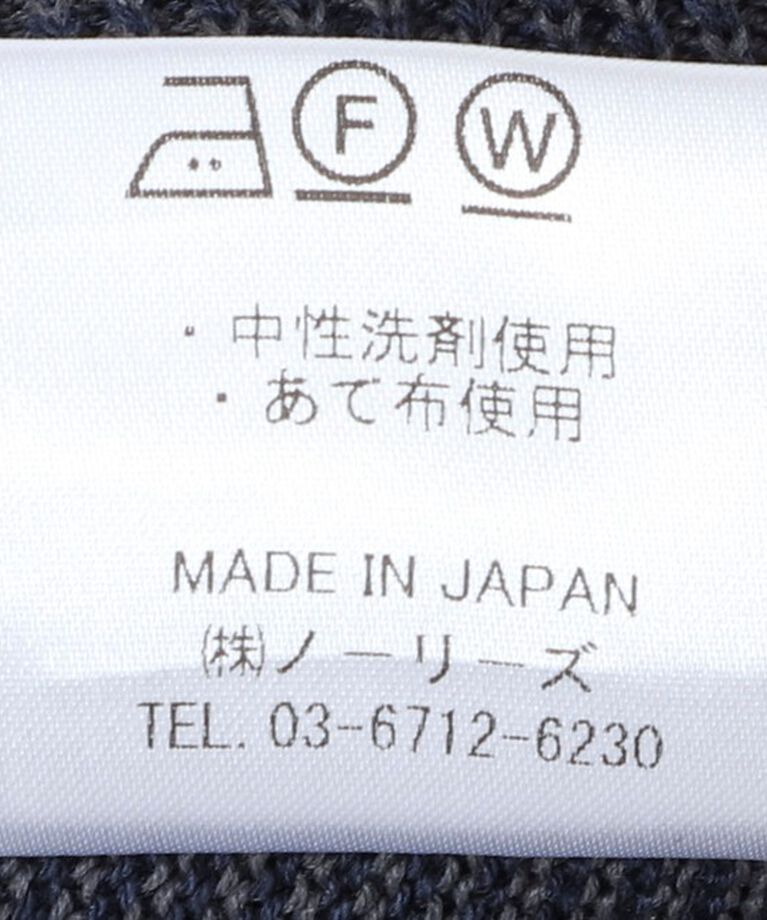 F W
・中性洗剤使用
・あて布使用
MADE IN JAPAN
㈱ノーリーズ
TEL. 03-6712-6230